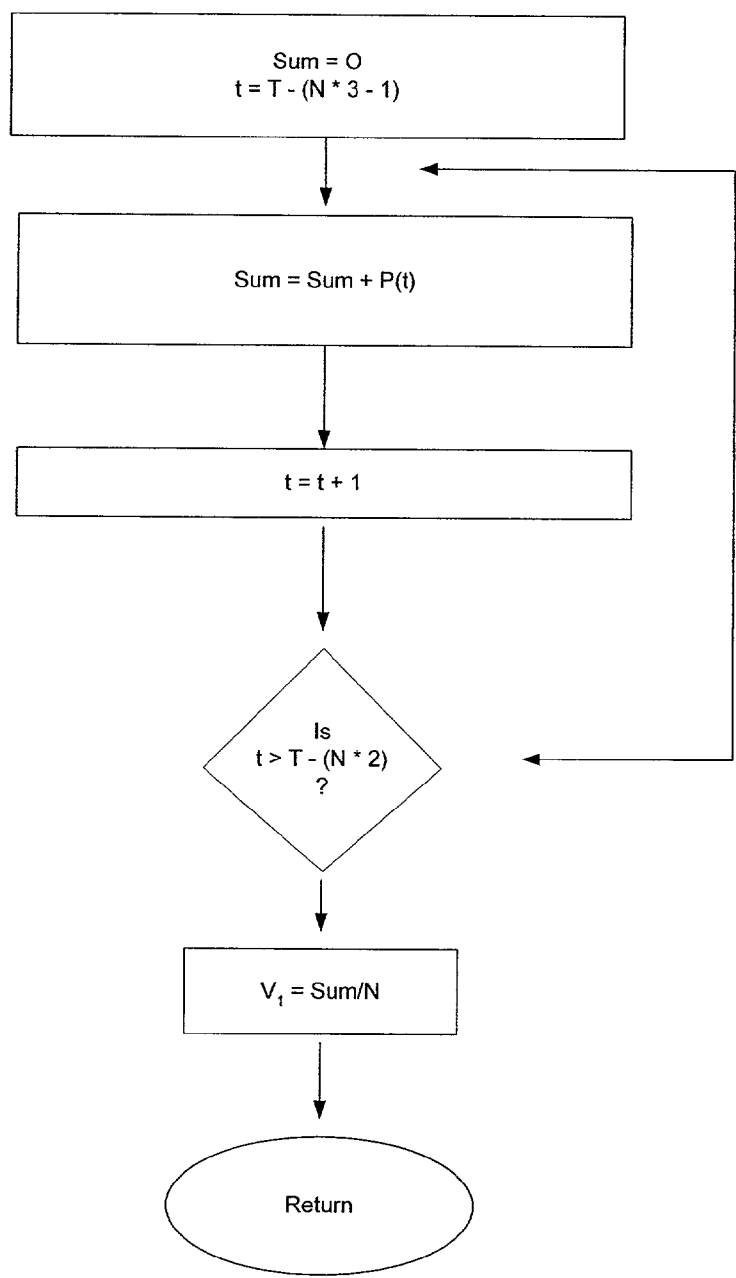 Sum = O
t = T - (N * 3 - 1)
Sum = Sum + P(t)
t = t + 1
Is
t > T - (N * 2)
?
V1 = Sum/N
Return